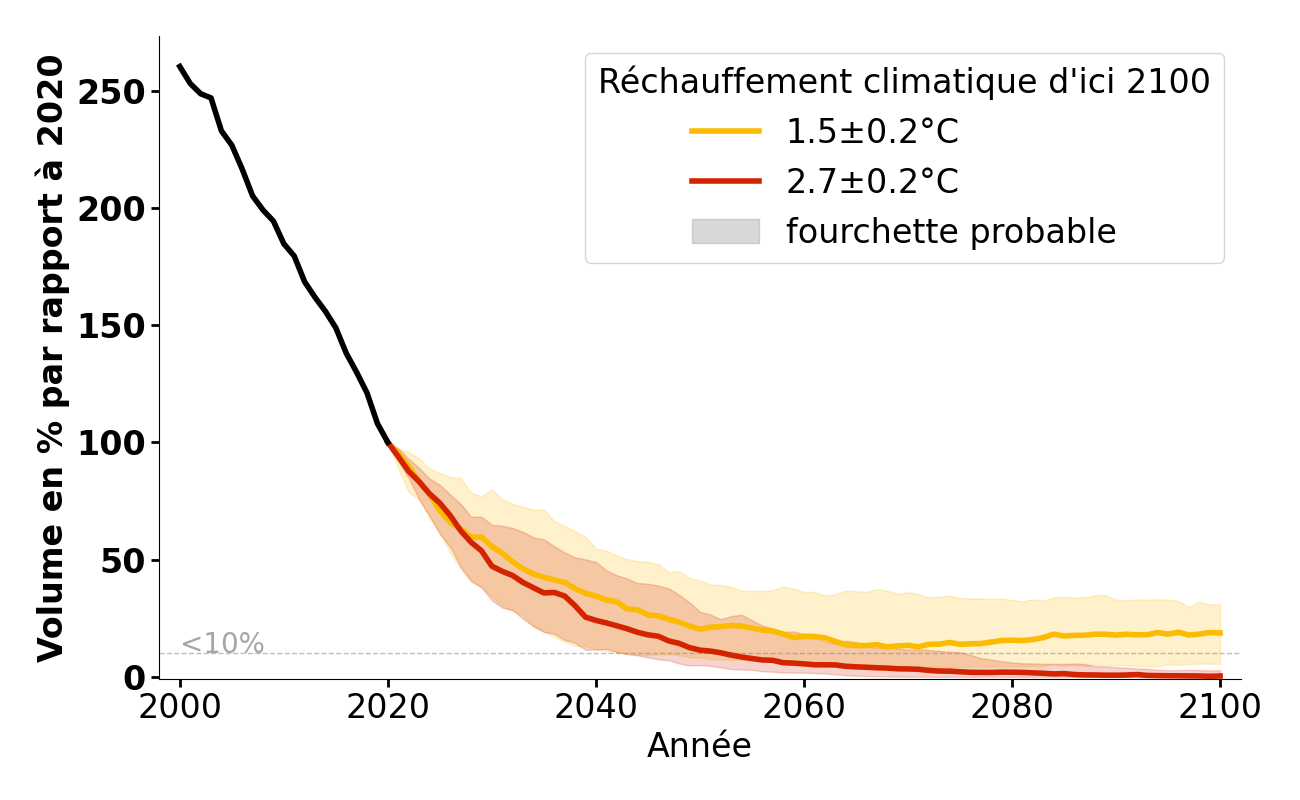 Volume en % par rapport à 2020
250
200
150
100
50
0
<10%
Réchauffement climatique d'ici 2100
1.5±0.2°C
2.7±0.2°C
fourchette probable
2000 2020 2040 2060 2080 2100
Année